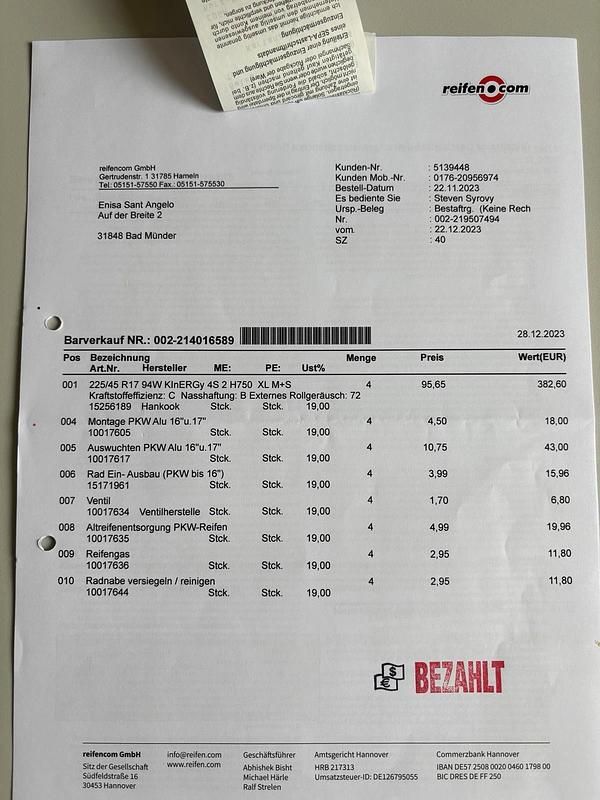 eines SEPA-Lastschriftmandats
Erteilung einer Einzugsermächtigung und
Einzugsermächtigung
reifen.com
reifencom GmbH
Gertrudenstr. 1 31785 Hameln
Tel.: 05151-57550 Fax.: 05151-575530
Enisa Sant Angelo
Auf der Breite 2
31848 Bad Münder
Kunden-Nr. : 5139448
Kunden Mob.-Nr. : 0176-20956974
Bestell-Datum : 22.11.2023
Es bediente Sie : Steven Syrovy
Ursp.-Beleg : Bestaftrg. (Keine Rech
Nr. : 002-219507494
vom. : 22.12.2023
SZ : 40
Barverkauf NR.: 002-214016589
28.12.2023
Pos Bezeichnung Menge Preis Wert(EUR)
Art.Nr. Hersteller ME: PE: Ust%
001 225/45 R17 94W KInERGy 4S 2 H750 XL M+S 4 95,65 382,60
Kraftstoffeffizienz: C Nasshaftung: B Externes Rollgeräusch: 72
15256189 Hankook Stck. Stck. 19,00
004 Montage PKW Alu 16"u.17" 4 4,50 18,00
10017605 Stck. Stck. 19,00
005 Auswuchten PKW Alu 16"u.17" 4 10,75 43,00
10017617 Stck. Stck. 19,00
006 Rad Ein- Ausbau (PKW bis 16") 4 3,99 15,96
15171961 Stck. Stck. 19,00
007 Ventil 4 1,70 6,80
10017634 Ventilherstelle Stck. Stck. 19,00
008 Altreifenentsorgung PKW-Reifen 4 4,99 19,96
10017635 Stck. Stck. 19,00
009 Reifengas 4 2,95 11,80
10017636 Stck. Stck. 19,00
010 Radnabe versiegeln / reinigen 4 2,95 11,80
10017644 Stck. Stck. 19,00
$ €
BEZAHLT
reifencom GmbH
Sitz der Gesellschaft
Südfeldstraße 16
30453 Hannover
info@reifen.com
www.reifen.com
Geschäftsführer
Abhishek Bisht
Michael Härle
Ralf Strelen
Amtsgericht Hannover
HRB 217313
Umsatzsteuer-ID: DE126795055
Commerzbank Hannover
IBAN DE57 2508 0020 0460 1798 00
BIC DRES DE FF 250